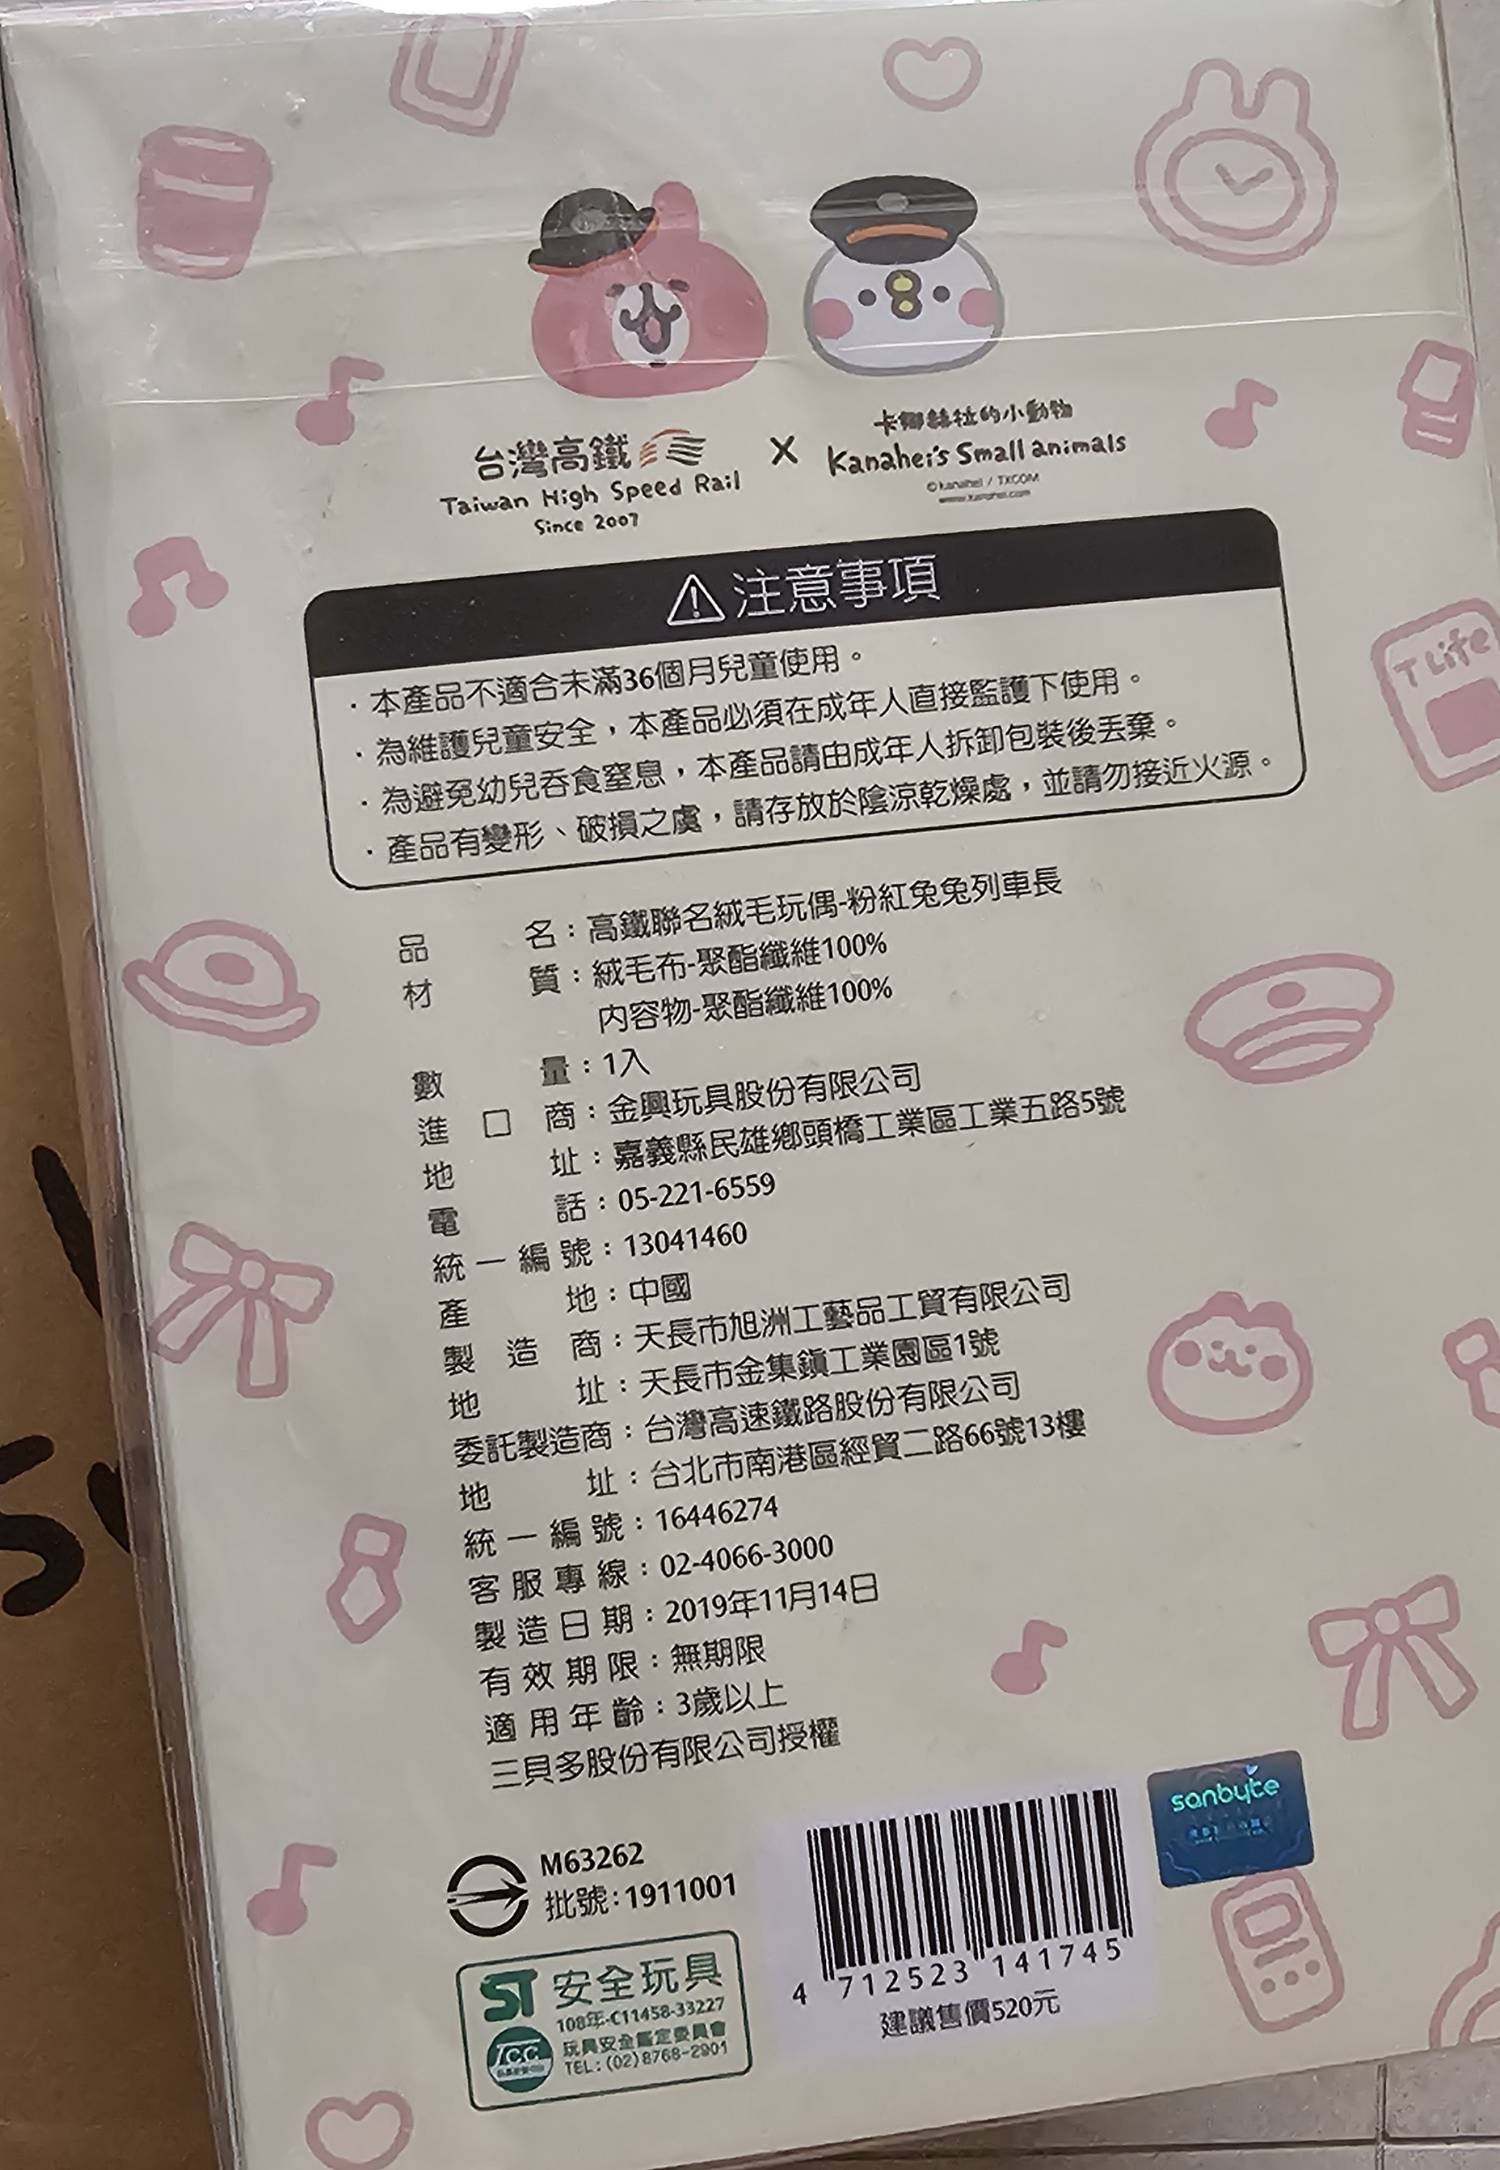 台灣高鐵
Taiwan High Speed Rail
Since 2007
X
卡娜赫拉的小動物
Kanahei's Small animals
©kanahei / TXCOM
www.kanahei.com
注意事項
・本產品不適合未滿36個月兒童使用。
・為維護兒童安全，本產品必須在成年人直接監護下使用。
・為避免幼兒吞食窒息，本產品請由成年人拆卸包裝後丟棄。
・產品有變形、破損之虞，請存放於陰涼乾燥處，並請勿接近火源。
T Life
品名：高鐵聯名絨毛玩偶-粉紅兔兔列車長
材質：絨毛布-聚酯纖維100%
內容物-聚酯纖維100%
數量：1入
進口商：金興玩具股份有限公司
地址：嘉義縣民雄鄉頭橋工業區工業五路5號
電話：05-221-6559
統一編號：13041460
產地：中國
製造商：天長市旭洲工藝品工貿有限公司
地址：天長市金集鎮工業園區1號
委託製造商：台灣高速鐵路股份有限公司
地址：台北市南港區經貿二路66號13樓
統一編號：16446274
客服專線：02-4066-3000
製造日期：2019年11月14日
有效期限：無期限
適用年齡：3歲以上
三貝多股份有限公司授權
M63262
批號：1911001
sanbyte
ST 安全玩具
108年-C11458-33227
玩具安全鑑定委員會
TEL：(02)8768-2901
4 712523 141745
建議售價520元